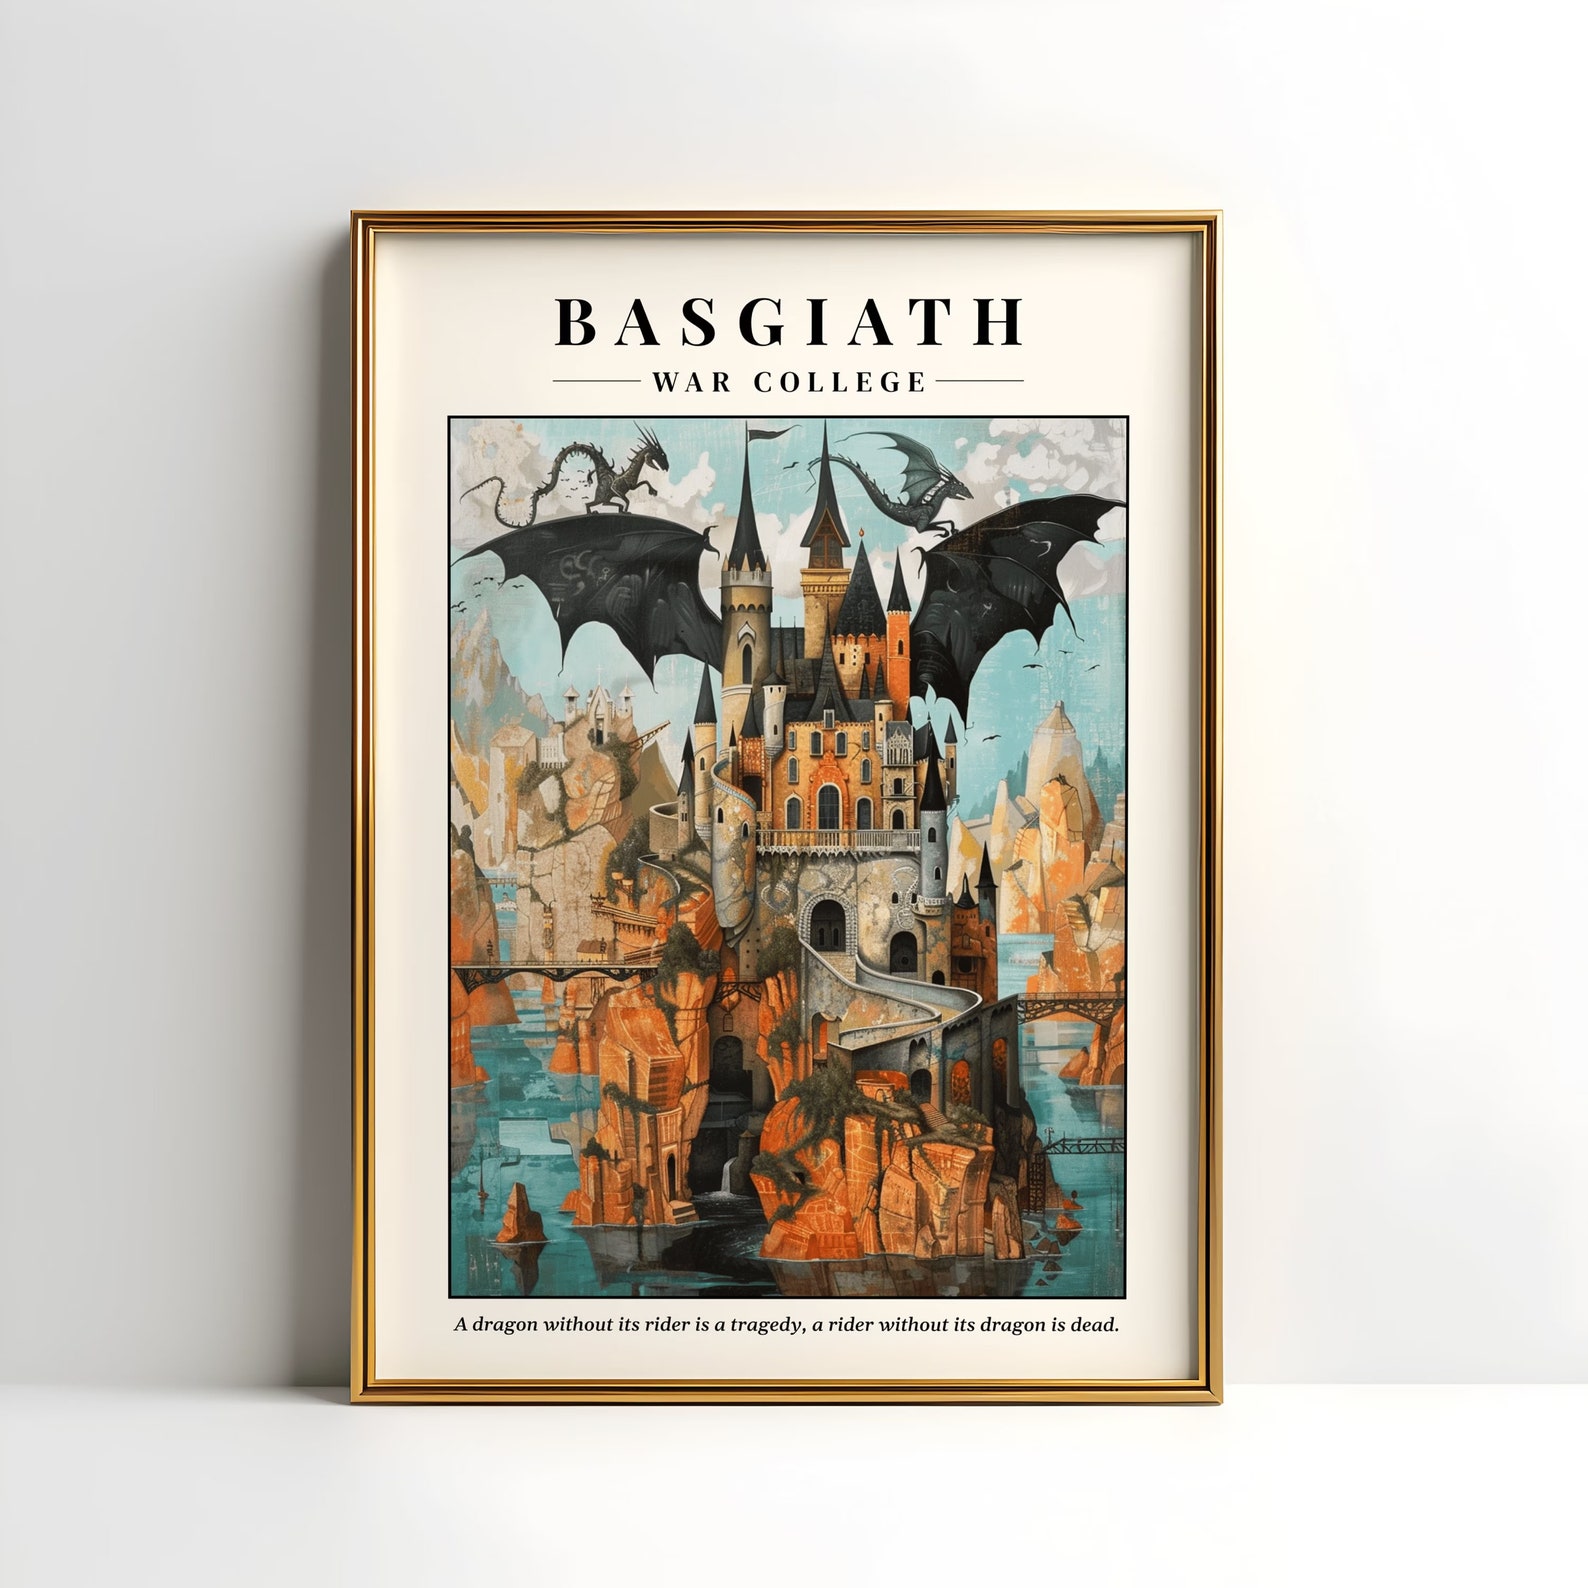 BASGIATH
WAR COLLEGE
A dragon without its rider is a tragedy, a rider without its dragon is dead.